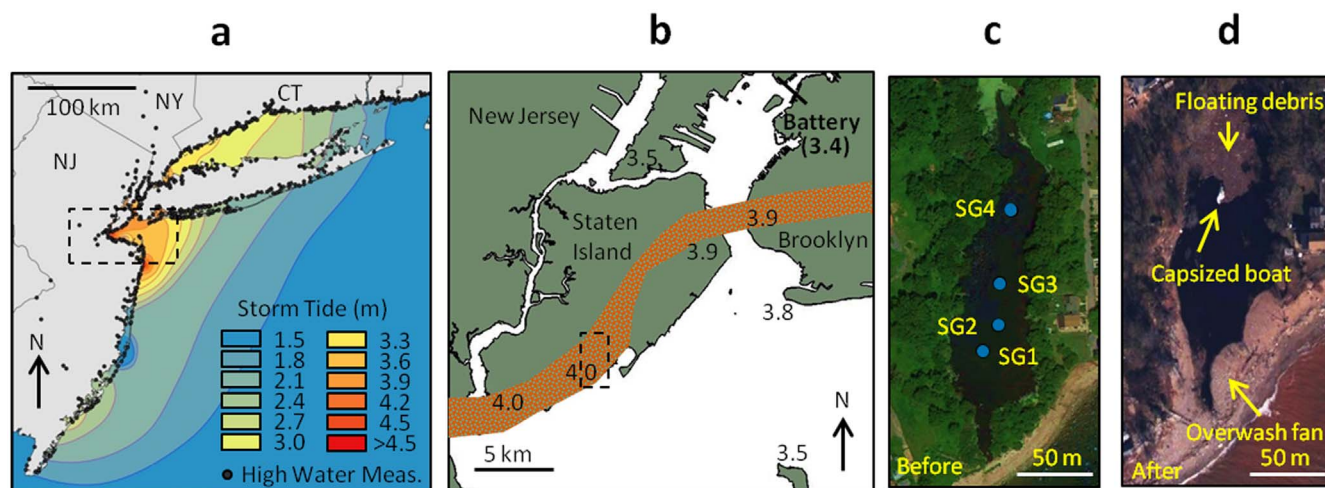 a
b
c
d
100 km
NY
CT
NJ
N
Storm Tide (m)
1.5
3.3
1.8
3.6
2.1
3.9
2.4
4.2
2.7
4.5
3.0
>4.5
High Water Meas.
New Jersey
Battery
(3.4)
3.5
Staten
Island
3.9
3.9
Brooklyn
3.8
4.0
4.0
N
5 km
3.5
SG4
SG3
SG2
SG1
Before
50 m
Floating debris
Capsized boat
Overwash fan
After
50 m